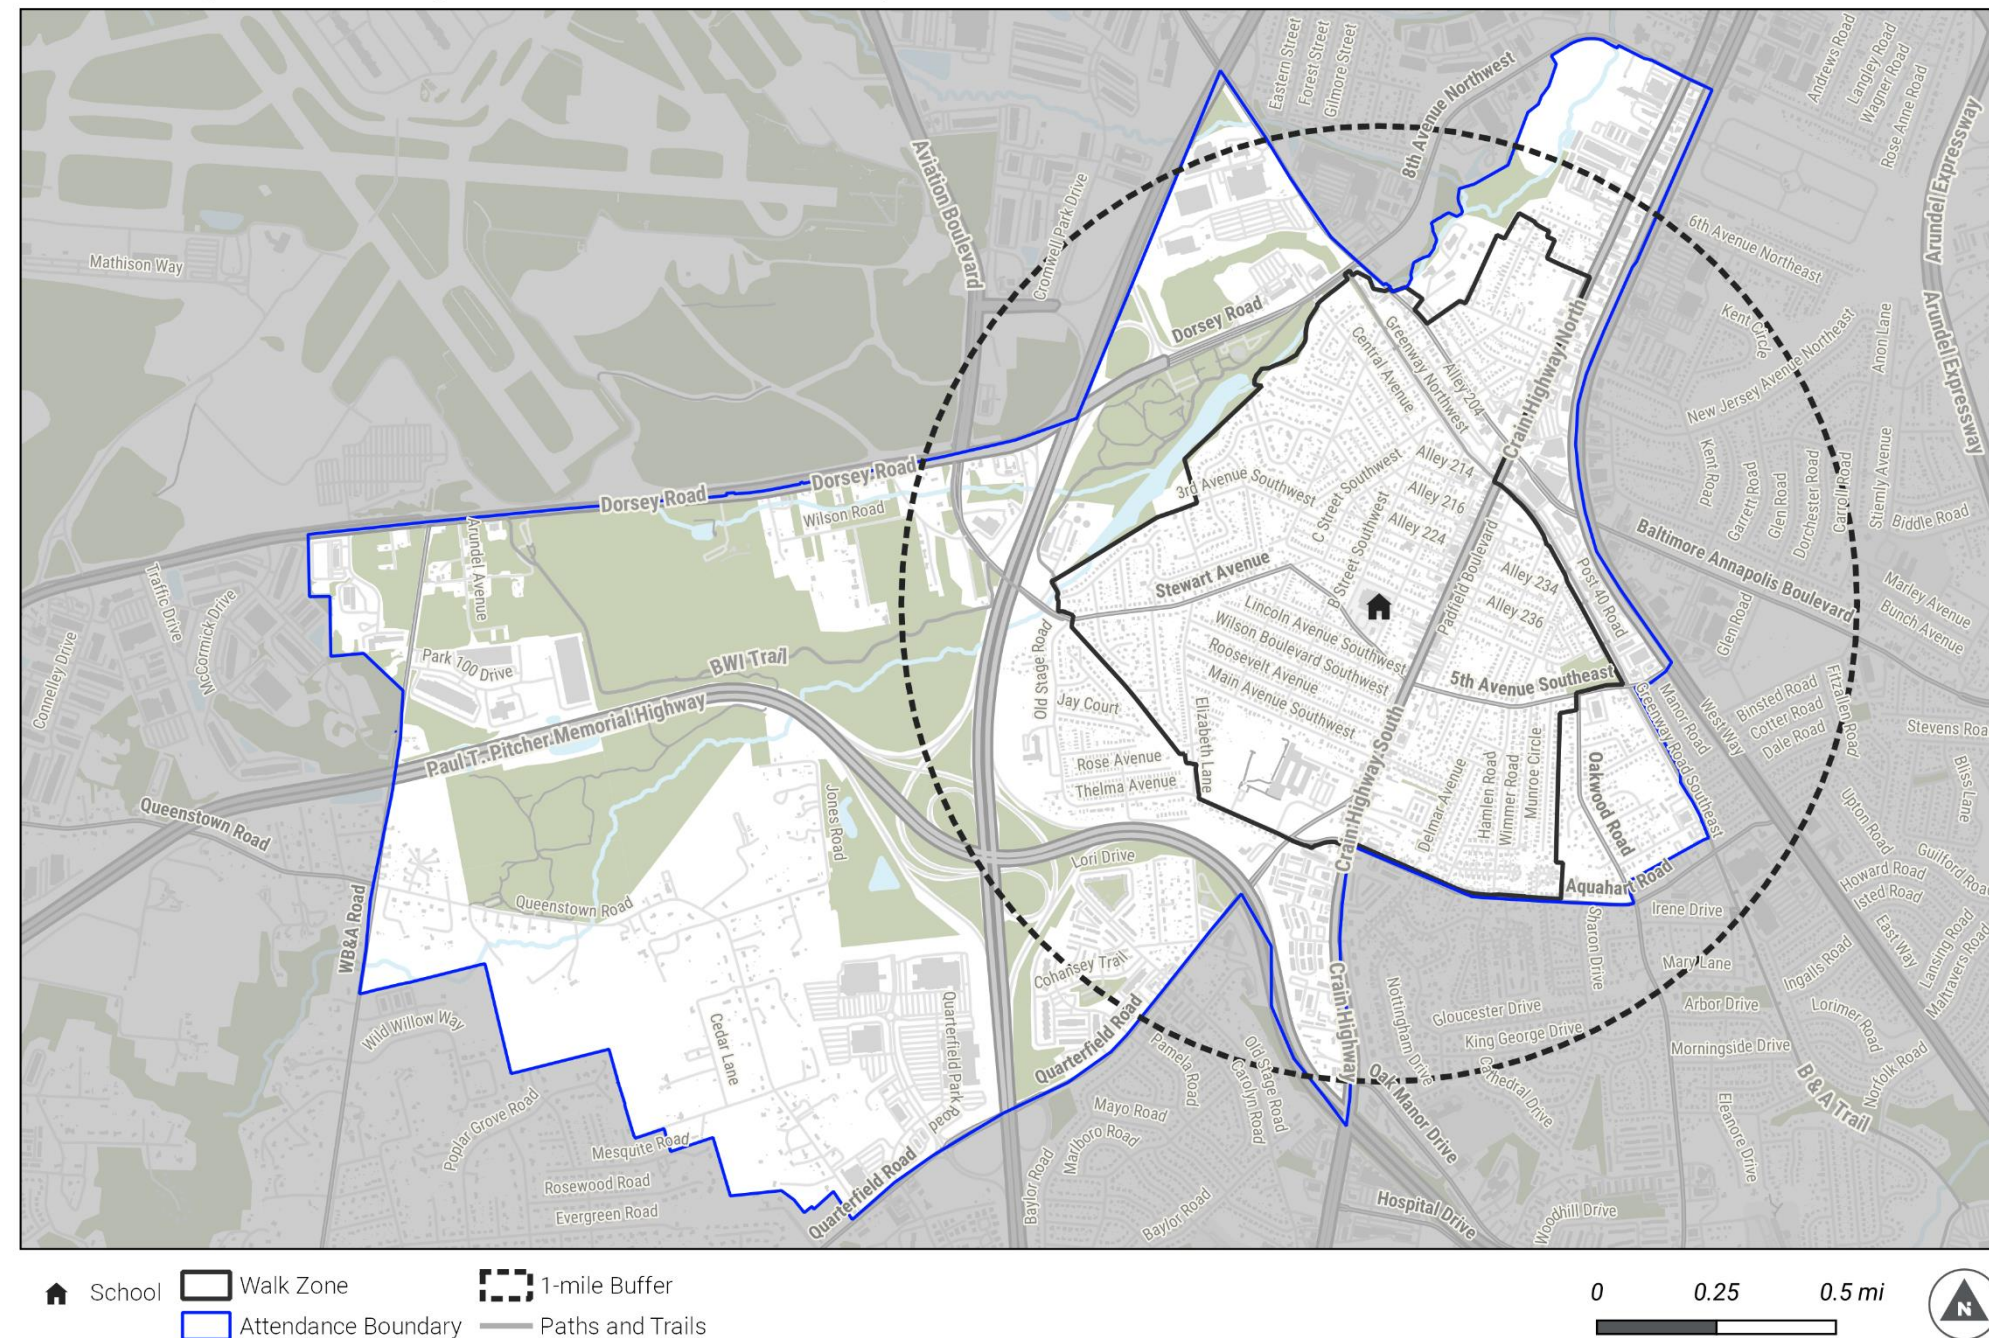 Eastern Street
Forest Street
Gilmore Street
8th Avenue Northwest
Andrews Road
Langley Road
Wagner Road
Rose Anne Road
Arundel Expressway
Arundel Expressway
Aviation Boulevard
Cromwell Park Drive
Mathison Way
6th Avenue Northeast
Kent Circle
New Jersey Avenue Northeast
Anon Lane
Dorsey Road
Central Avenue
Greenway Northwest
Alley 204
Crain Highway North
Kent Road
Garrett Road
Glen Road
Dorchester Road
Carroll Road
Stiemly Avenue
Biddle Road
Dorsey Road
Dorsey Road
Wilson Road
3rd Avenue Southwest
C Street Southwest
B Street Southwest
Alley 214
Alley 216
Alley 224
Padfield Boulevard
Alley 234
Alley 236
Post 40 Road
Baltimore Annapolis Boulevard
Glen Road
Marley Avenue
Bunch Avenue
Traffic Drive
McCormick Drive
Connelley Drive
Arundel Avenue
Park 100 Drive
BWI Trail
Paul T. Pitcher Memorial Highway
Stewart Avenue
Lincoln Avenue Southwest
Wilson Boulevard Southwest
Roosevelt Avenue
Main Avenue Southwest
5th Avenue Southeast
Old Stage Road
Jay Court
Elizabeth Lane
Rose Avenue
Thelma Avenue
Crain Highway South
Delmar Avenue
Hamlen Road
Wimmer Road
Munroe Circle
Oakwood Road
Greenway Road Southeast
Manor Road
West Way
Binsted Road
Cotter Road
Dale Road
Fitzallen Road
Stevens Roa
Bliss Lane
Upton Road
Guilford Roa
Howard Road
Isted Road
East Way
Lansing Road
Maltravers Road
Queenstown Road
Jones Road
Lori Drive
Aquahart Road
Irene Drive
Sharon Drive
Mary Lane
Ingalls Road
Arbor Drive
Lorimer Road
Queenstown Road
WB&A Road
Cohansey Trail
Quarterfield Road
Crain Highway
Nottingham Drive
Gloucester Drive
King George Drive
Cathedral Drive
Morningside Drive
B & A Trail
Norfolk Road
Eleanore Drive
Wild Willow Way
Cedar Lane
Quarterfield Park Road
Pamela Road
Old Stage Road
Carolyn Road
Oak Manor Drive
Poplar Grove Road
Mesquite Road
Rosewood Road
Evergreen Road
Quarterfield Road
Mayo Road
Marlboro Road
Baylor Road
Baylor Road
Hospital Drive
Woodhill Drive
School
Walk Zone
1-mile Buffer
Attendance Boundary
Paths and Trails
0 0.25 0.5 mi
N